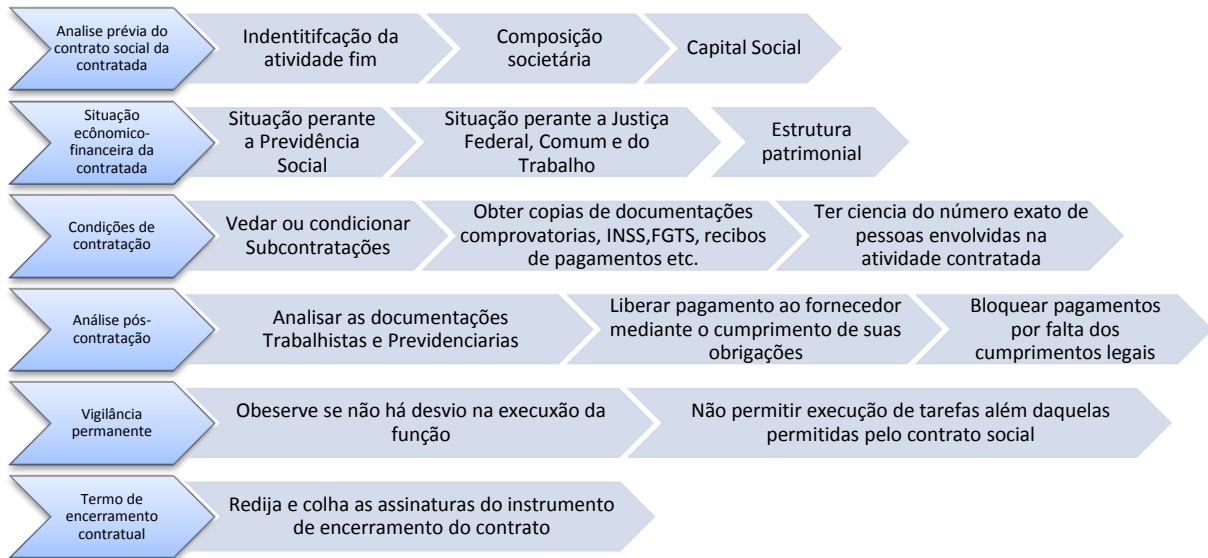 Analise prévia do
contrato social da
contratada
Indentitifcação da
atividade fim
Composição
societária
Capital Social
Situação
ecônomico-
financeira da
contratada
Situação perante
a Previdência
Social
Situação perante a Justiça
Federal, Comum e do
Trabalho
Estrutura
patrimonial
Condições de
contratação
Vedar ou condicionar
Subcontratações
Obter copias de documentações
comprovatorias, INSS,FGTS, recibos
de pagamentos etc.
Ter ciencia do número exato de
pessoas envolvidas na
atividade contratada
Análise pós-
contratação
Analisar as documentações
Trabalhistas e Previdenciarias
Liberar pagamento ao fornecedor
mediante o cumprimento de suas
obrigações
Bloquear pagamentos
por falta dos
cumprimentos legais
Vigilância
permanente
Obeserve se não há desvio na execuxão da
função
Não permitir execução de tarefas além daquelas
permitidas pelo contrato social
Termo de
encerramento
contratual
Redija e colha as assinaturas do instrumento
de encerramento do contrato